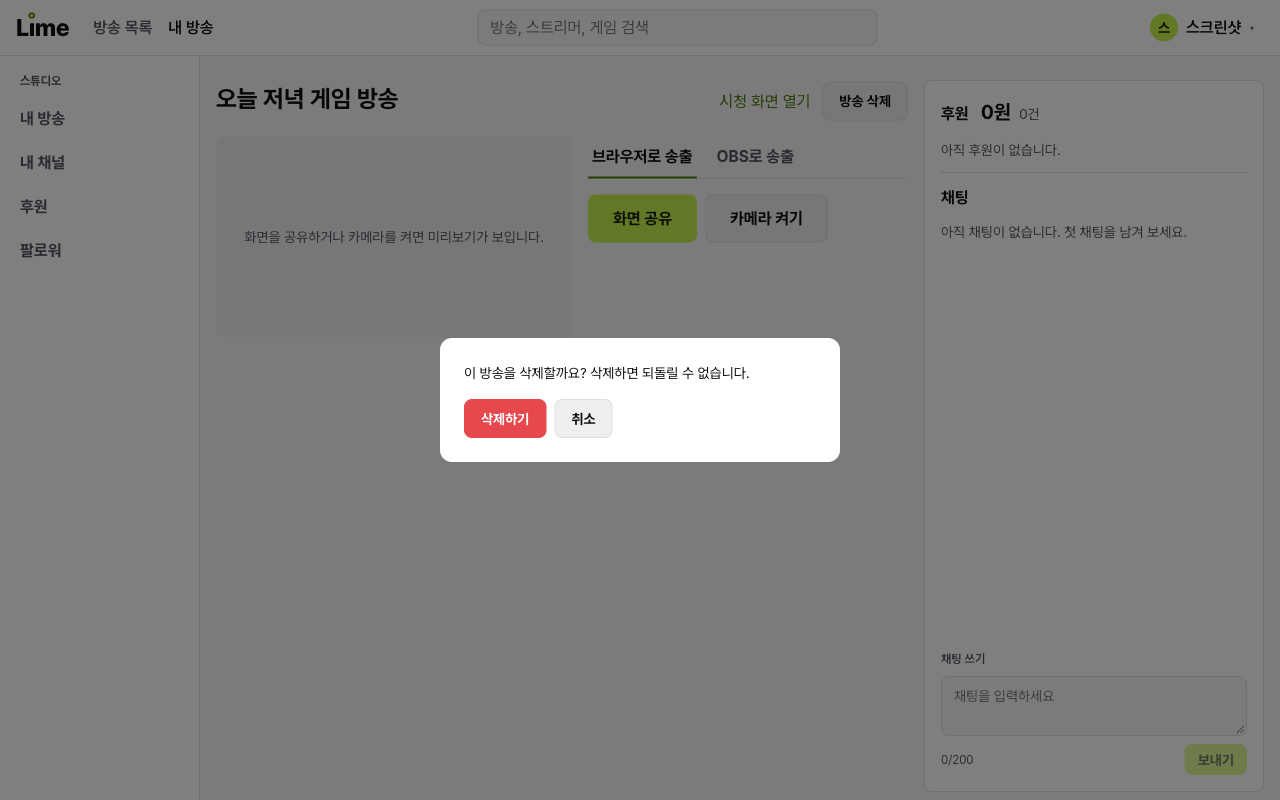 Lime
방송 목록
내 방송
방송, 스트리머, 게임 검색
스
스크린샷
스튜디오
내 방송
내 채널
후원
팔로워
오늘 저녁 게임 방송
시청 화면 열기
방송 삭제
화면을 공유하거나 카메라를 켜면 미리보기가 보입니다.
브라우저로 송출
OBS로 송출
화면 공유
카메라 켜기
이 방송을 삭제할까요? 삭제하면 되돌릴 수 없습니다.
삭제하기
취소
후원 0원 0건
아직 후원이 없습니다.
채팅
아직 채팅이 없습니다. 첫 채팅을 남겨 보세요.
채팅 쓰기
채팅을 입력하세요
0/200
보내기